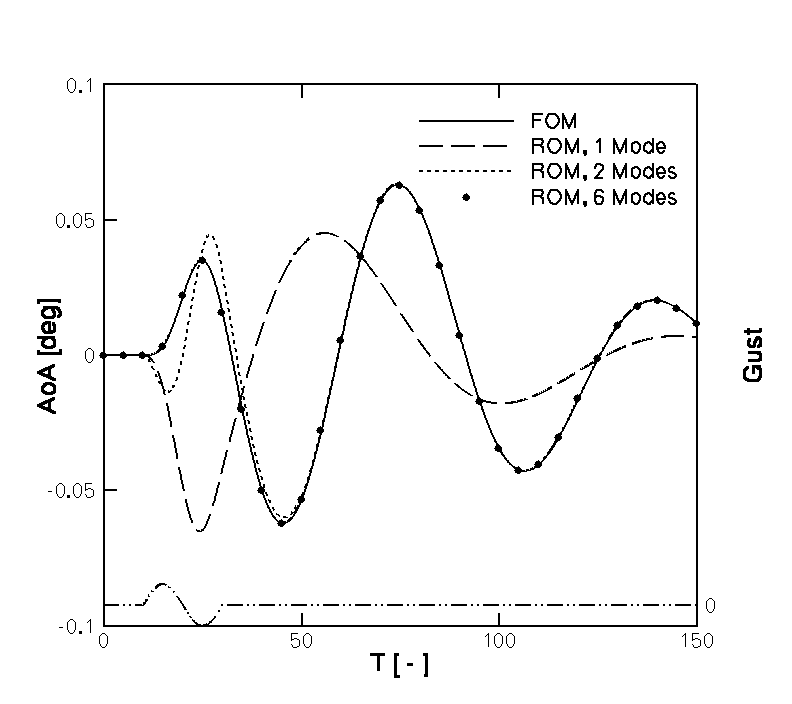 0.1
0.05
0
-0.05
-0.1
AoA [deg]
FOM
ROM, 1 Mode
ROM, 2 Modes
ROM, 6 Modes
Gust
0
0
50
100
150
T [ - ]